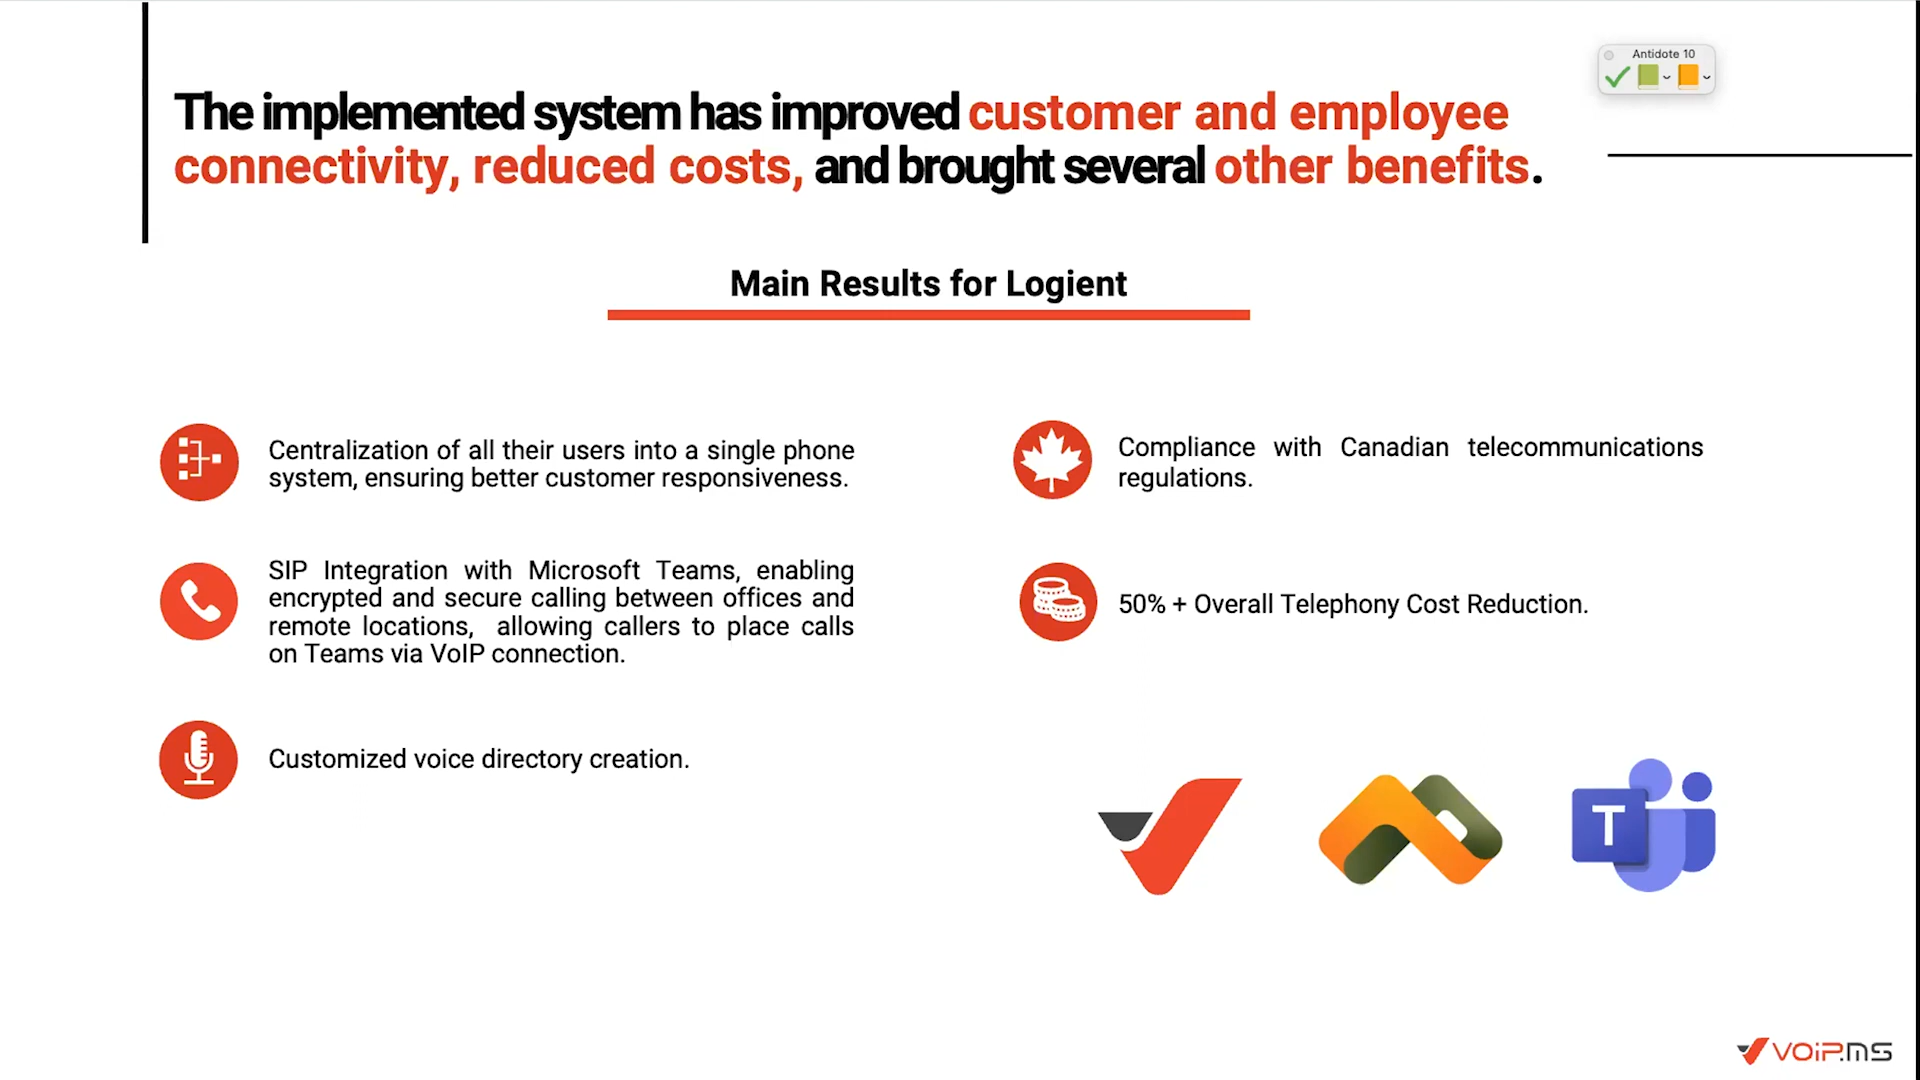 Antidote 10
The implemented system has improved customer and employee
connectivity, reduced costs, and brought several other benefits.
Main Results for Logient
Centralization of all their users into a single phone
system, ensuring better customer responsiveness.
SIP Integration with Microsoft Teams, enabling
encrypted and secure calling between offices and
remote locations,  allowing callers to place calls
on Teams via VoIP connection.
Customized voice directory creation.
Compliance with Canadian telecommunications
regulations.
50% + Overall Telephony Cost Reduction.
T
VOiP.MS